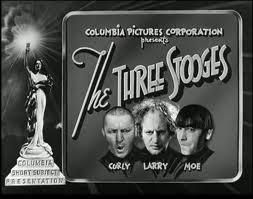 COLUMBIA PICTURES CORPORATION
presents
The THREE STOOGES
CURLY LARRY MOE
COLUMBIA
SHORT SUBJECT
PRESENTATION